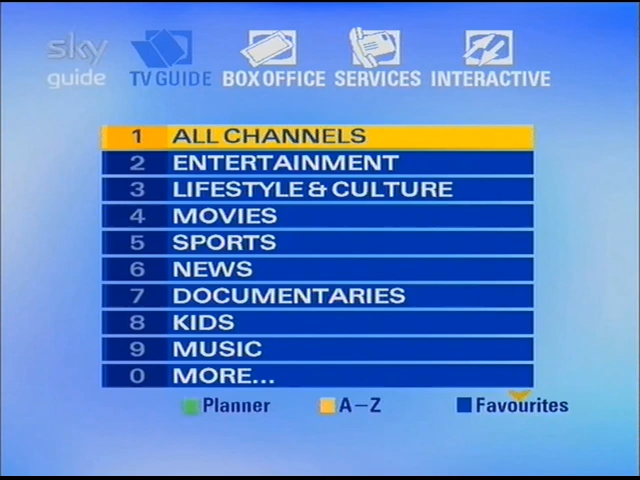 sky guide
TV GUIDE BOX OFFICE SERVICES INTERACTIVE
1 ALL CHANNELS
2 ENTERTAINMENT
3 LIFESTYLE & CULTURE
4 MOVIES
5 SPORTS
6 NEWS
7 DOCUMENTARIES
8 KIDS
9 MUSIC
0 MORE...
Planner A–Z Favourites